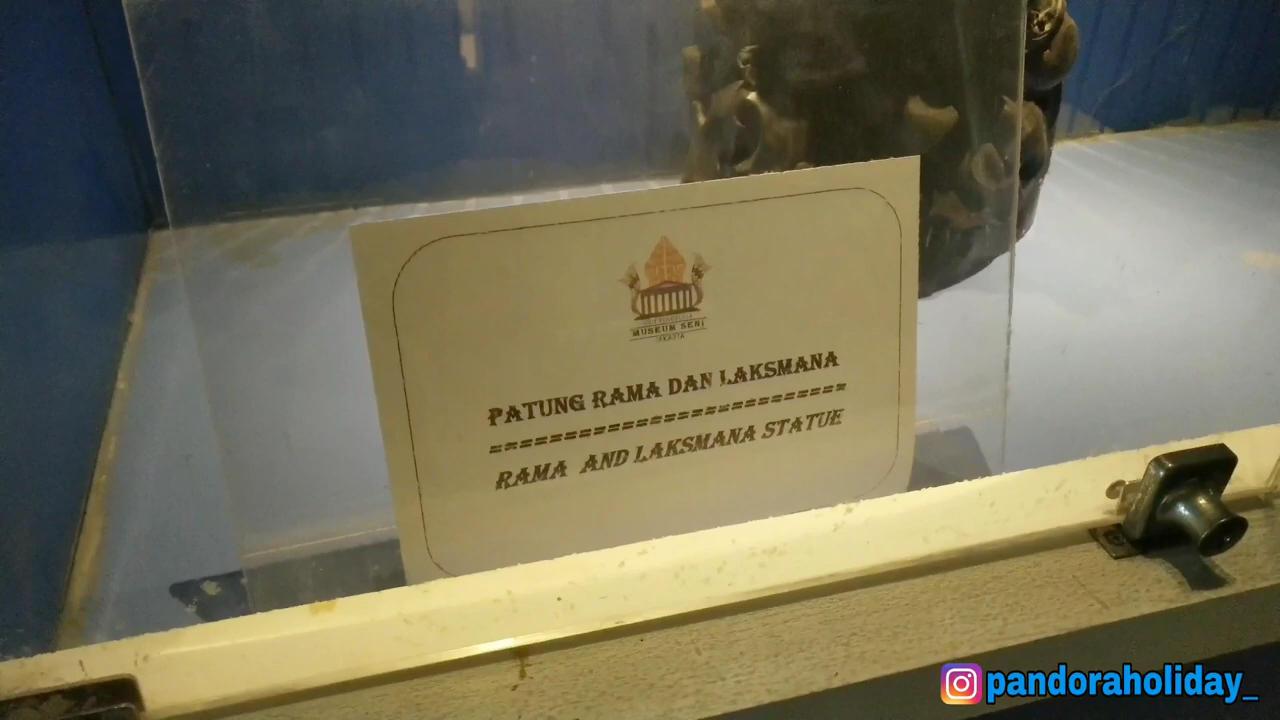 MUSEUM SENI
PATUNG RAMA DAN LAKSMANA
==========================
RAMA AND LAKSMANA STATUE
pandoraholiday_